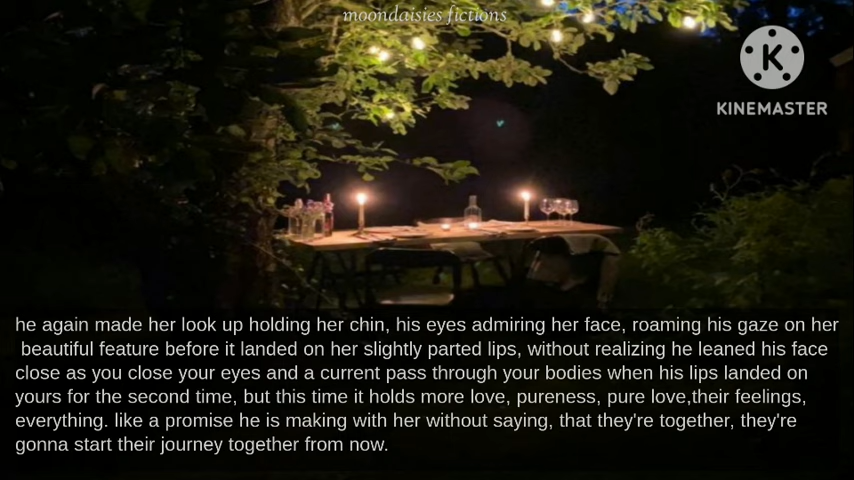 moondaisies fictions
KINEMASTER
he again made her look up holding her chin, his eyes admiring her face, roaming his gaze on her
beautiful feature before it landed on her slightly parted lips, without realizing he leaned his face
close as you close your eyes and a current pass through your bodies when his lips landed on
yours for the second time, but this time it holds more love, pureness, pure love,their feelings,
everything. like a promise he is making with her without saying, that they're together, they're
gonna start their journey together from now.